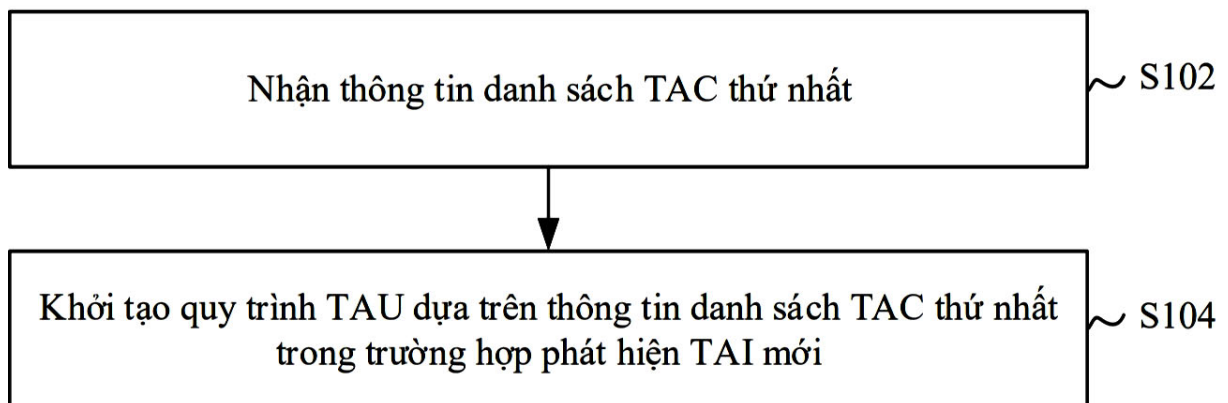 Nhận thông tin danh sách TAC thứ nhất
S102
Khởi tạo quy trình TAU dựa trên thông tin danh sách TAC thứ nhất
trong trường hợp phát hiện TAI mới
S104